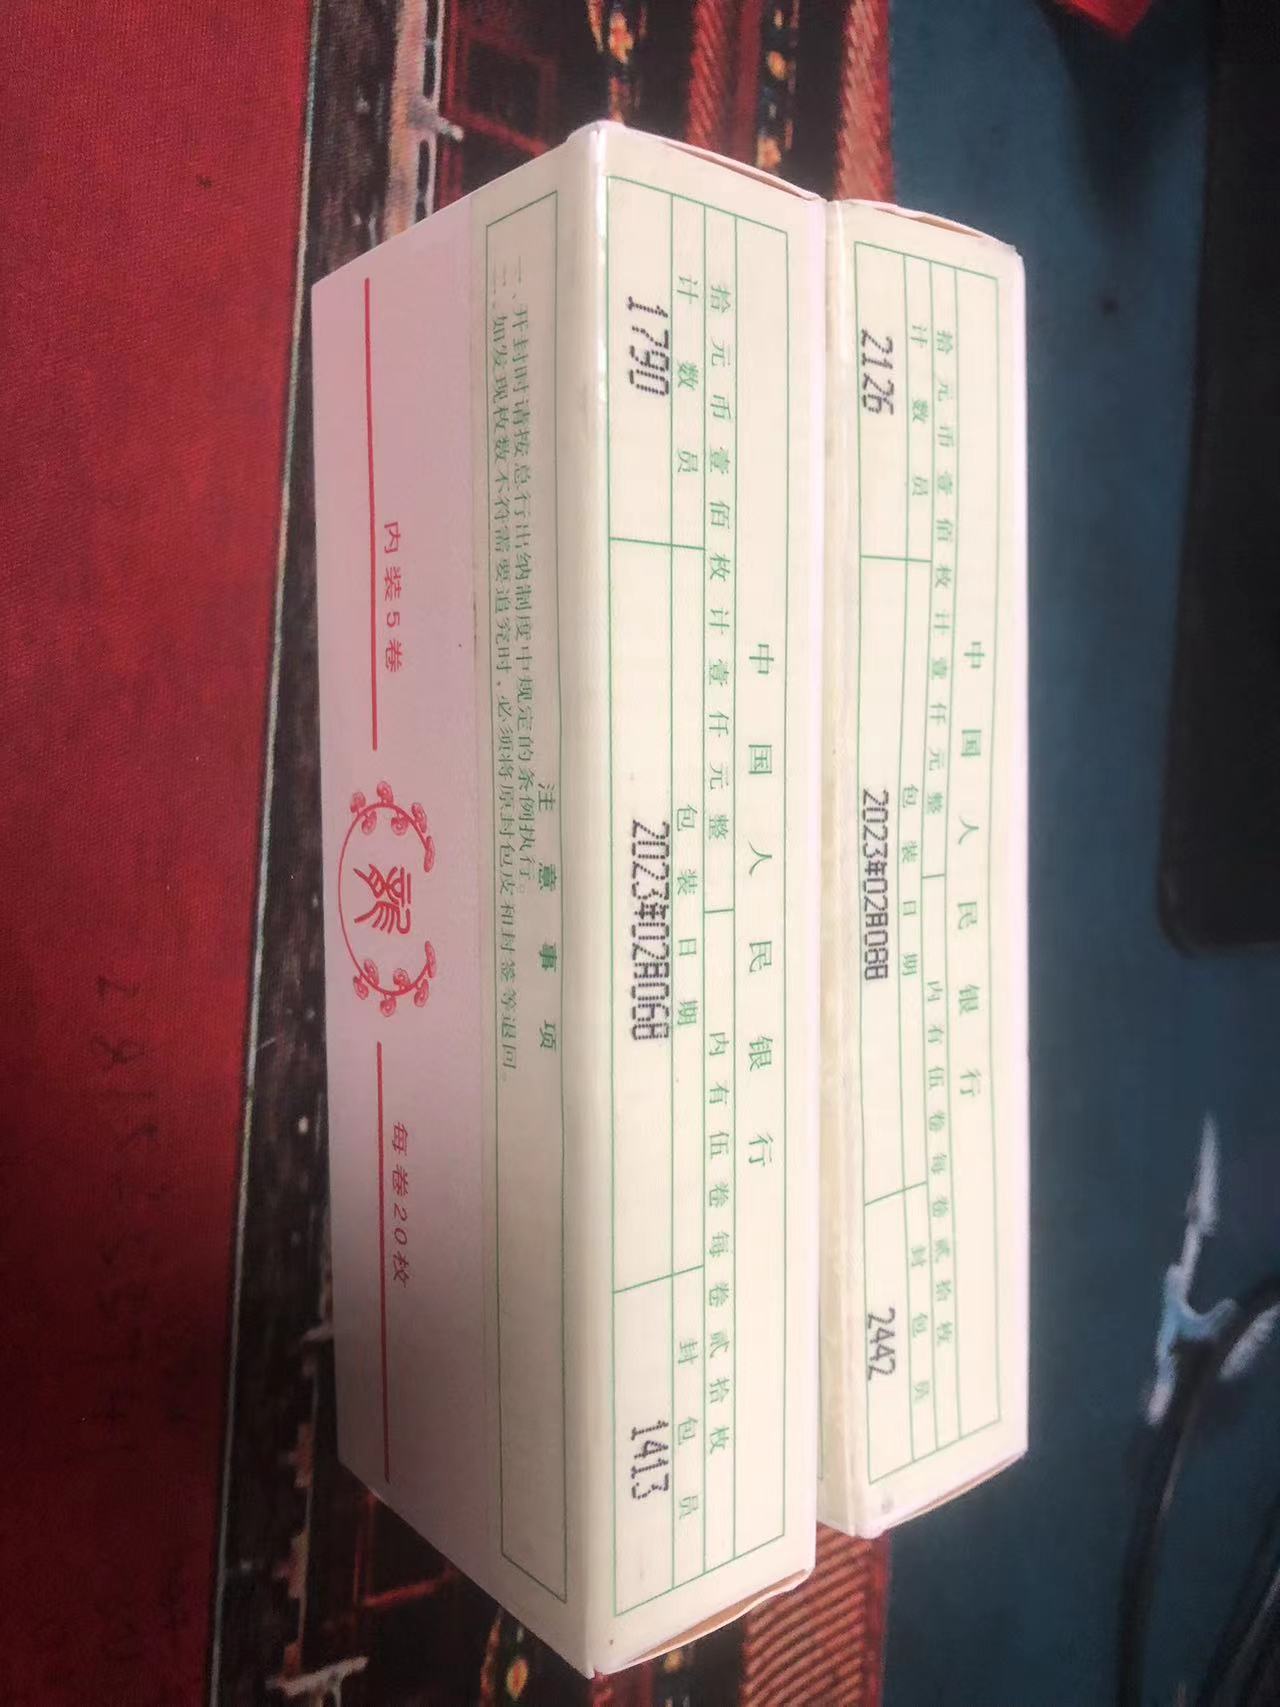 中国人民银行
拾元币壹佰枚计壹仟元整 内有伍卷每卷贰拾枚
计数员 包装日期 封包员
2126 2023年02月08日 2442
中国人民银行
拾元币壹佰枚计壹仟元整 内有伍卷每卷贰拾枚
计数员 包装日期 封包员
1790 2023年02月06日 1413
注意事项
一、开封时请按总行出纳制度中规定的条例执行。
二、如发现枚数不符需要追究时，必须将原封包皮和封签等退回。
内装5卷 每卷20枚